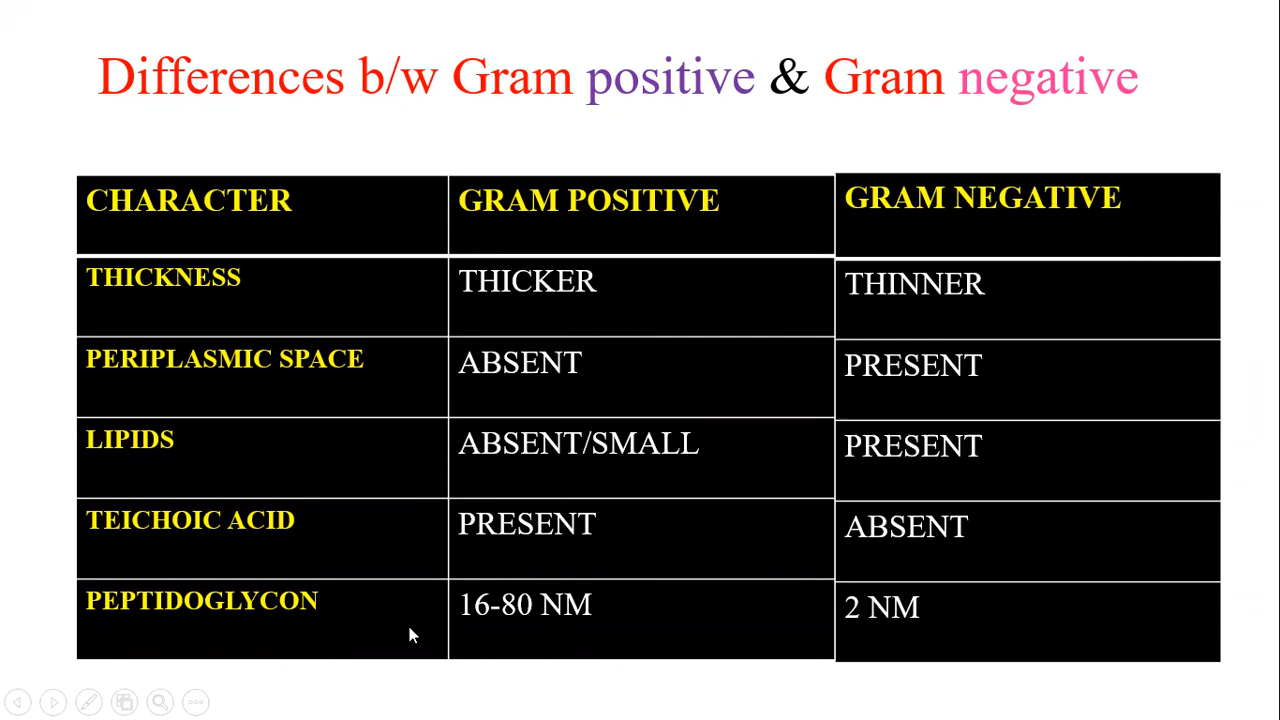 Differences b/w Gram positive & Gram negative
CHARACTER GRAM POSITIVE GRAM NEGATIVE
THICKNESS THICKER THINNER
PERIPLASMIC SPACE ABSENT PRESENT
LIPIDS ABSENT/SMALL PRESENT
TEICHOIC ACID PRESENT ABSENT
PEPTIDOGLYCON 16-80 NM 2 NM